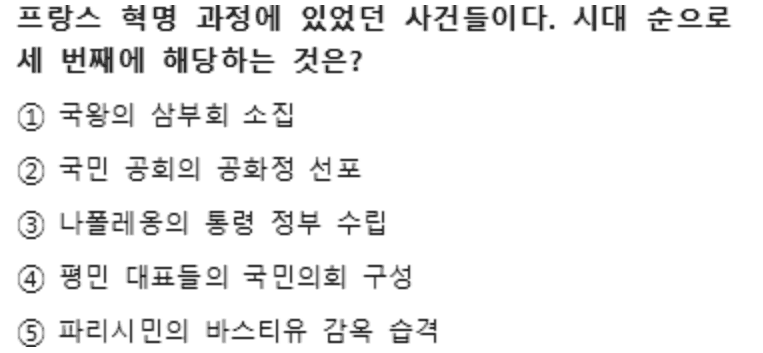 프랑스 혁명 과정에 있었던 사건들이다. 시대 순으로
세 번째에 해당하는 것은?
① 국왕의 삼부회 소집
② 국민 공회의 공화정 선포
③ 나폴레옹의 통령 정부 수립
④ 평민 대표들의 국민의회 구성
⑤ 파리시민의 바스티유 감옥 습격